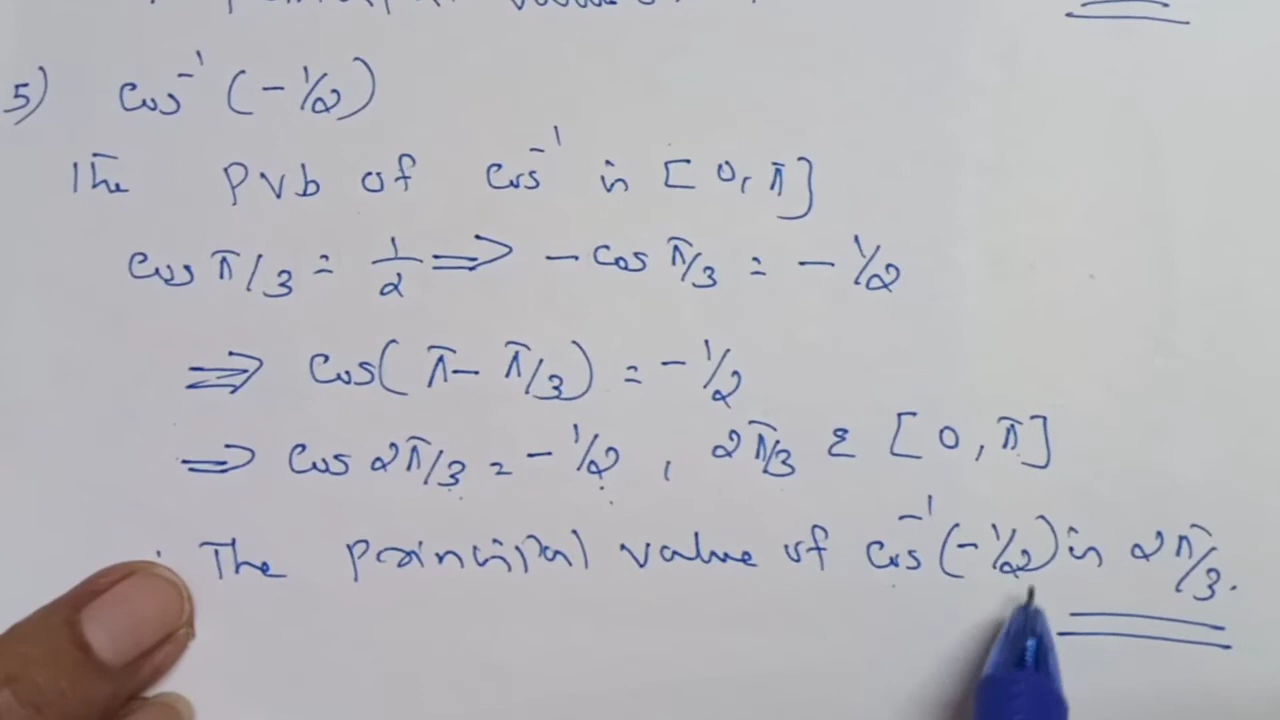 5) cos⁻¹(-1/2)
The pvb of cos⁻¹ is [0, π]
cos π/3 = 1/2 ⇒ - cos π/3 = - 1/2
⇒ cos(π - π/3) = - 1/2
⇒ cos 2π/3 = - 1/2 , 2π/3 ε [0, π]
The principal value of cos⁻¹(-1/2) is 2π/3.